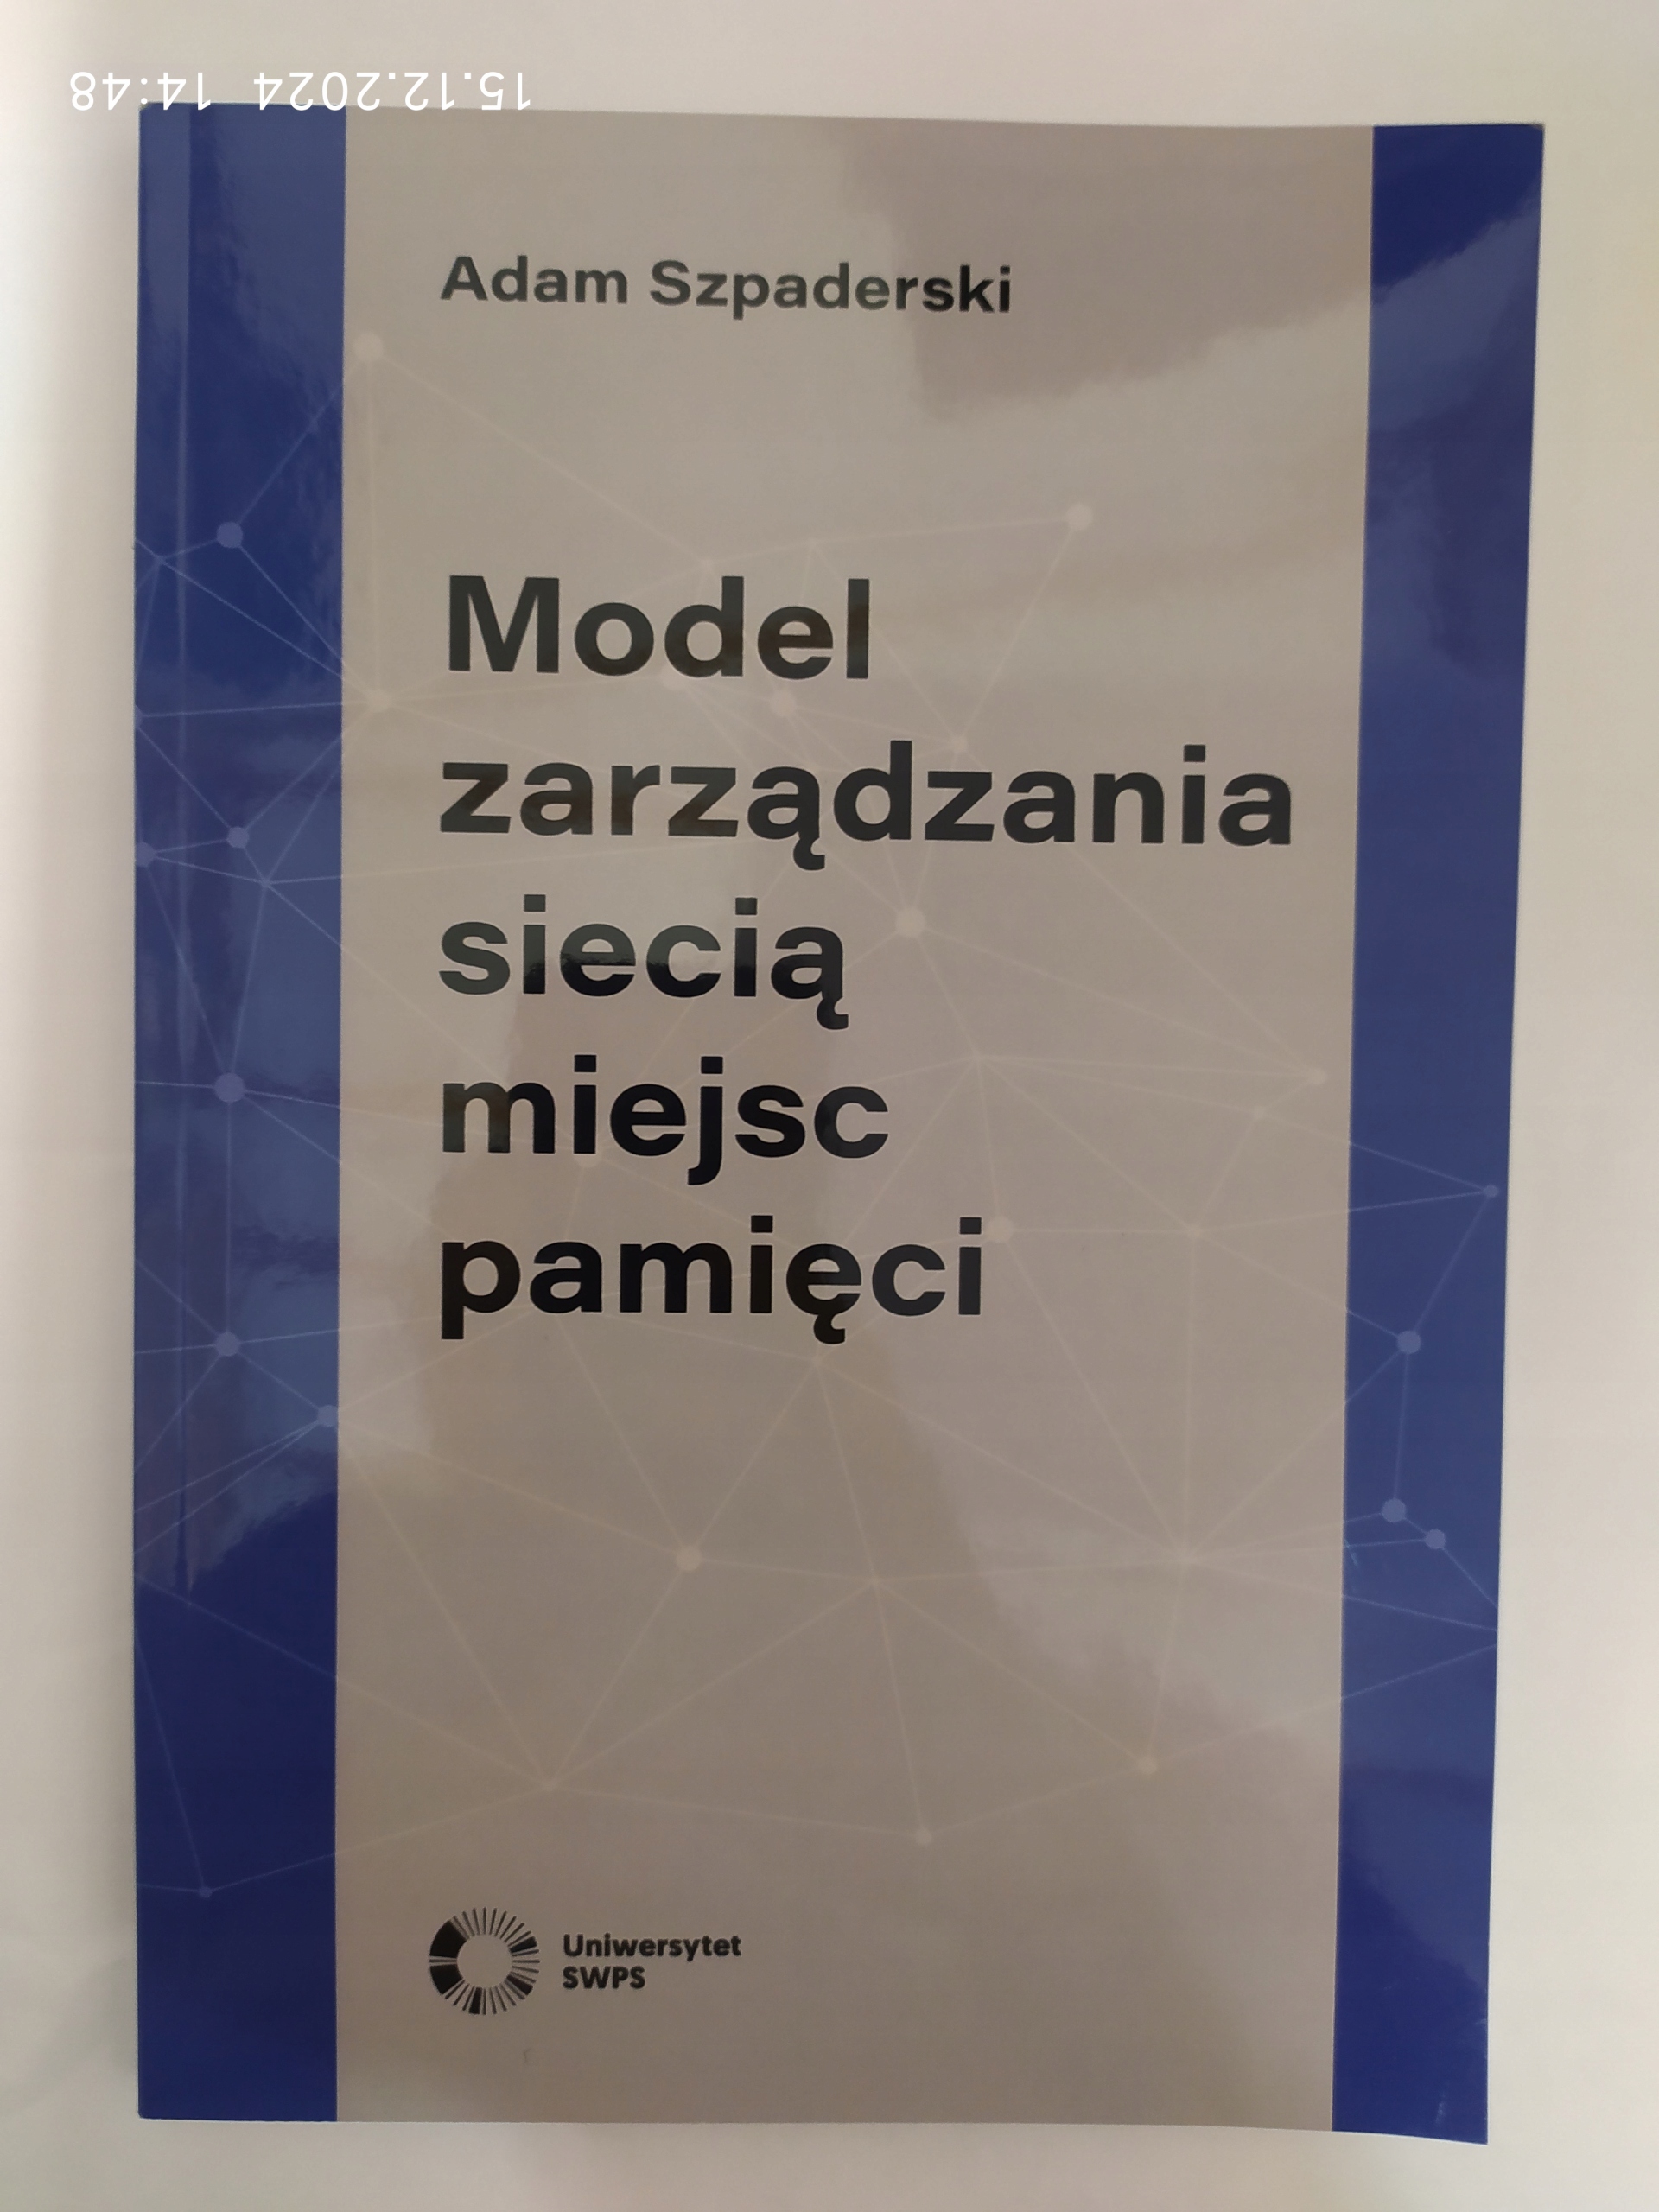 15.12.2024 14:48
Adam Szpaderski
Model
zarządzania
siecią
miejsc
pamięci
Uniwersytet
SWPS